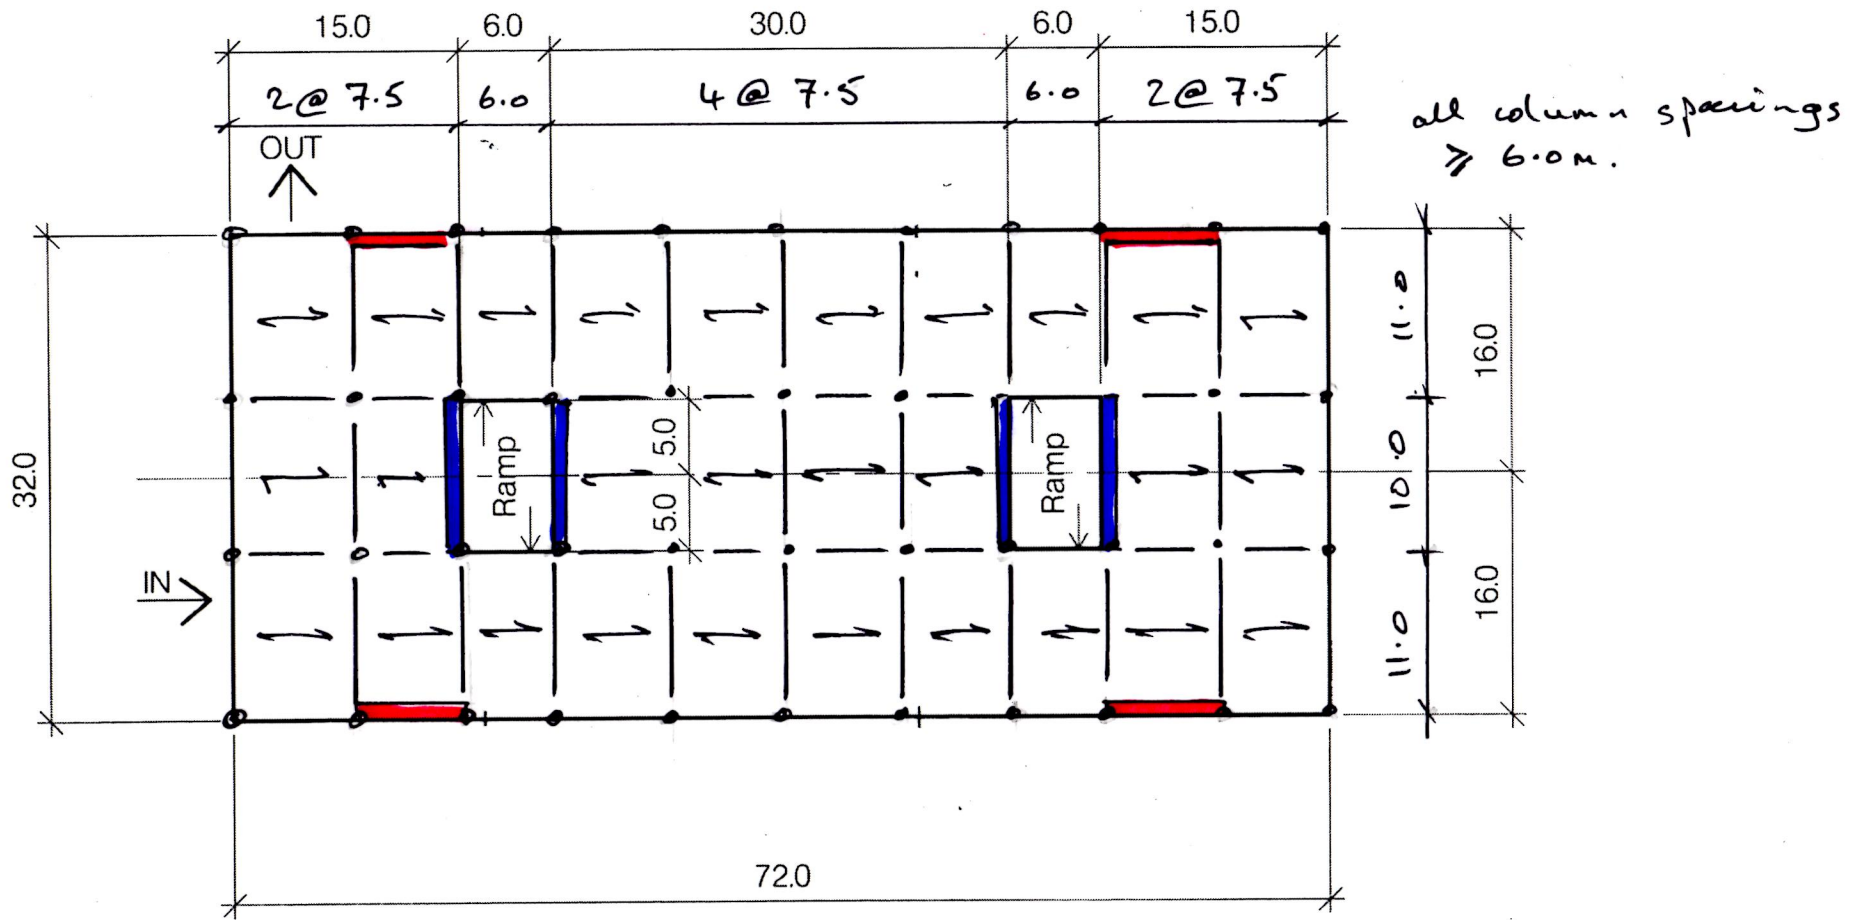 15.0 6.0 30.0 6.0 15.0
2@ 7.5 6.0 4@ 7.5 6.0 2@ 7.5
all column spacings
≥ 6.0m.
OUT
11.0
16.0
32.0
5.0
Ramp
Ramp
10.0
5.0
IN
16.0
11.0
72.0